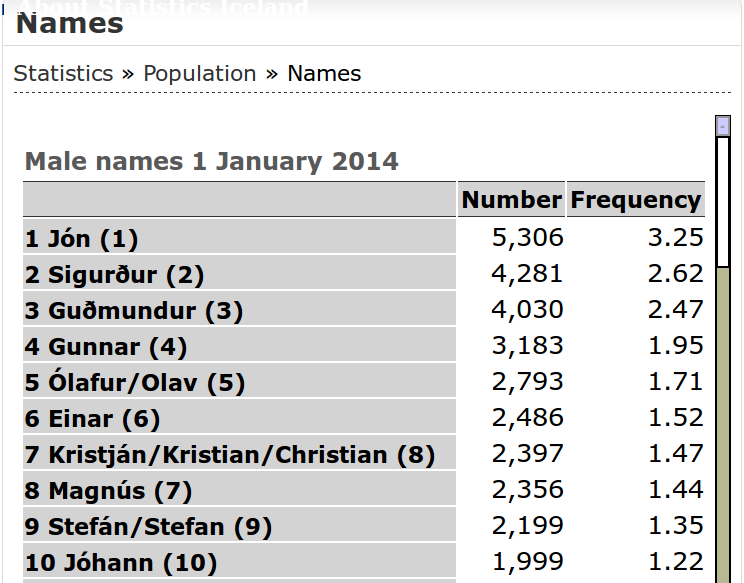 About Statistics Iceland
Names
Statistics » Population » Names
Male names 1 January 2014
Number Frequency
1 Jón (1) 5,306 3.25
2 Sigurður (2) 4,281 2.62
3 Guðmundur (3) 4,030 2.47
4 Gunnar (4) 3,183 1.95
5 Ólafur/Olav (5) 2,793 1.71
6 Einar (6) 2,486 1.52
7 Kristján/Kristian/Christian (8) 2,397 1.47
8 Magnús (7) 2,356 1.44
9 Stefán/Stefan (9) 2,199 1.35
10 Jóhann (10) 1,999 1.22